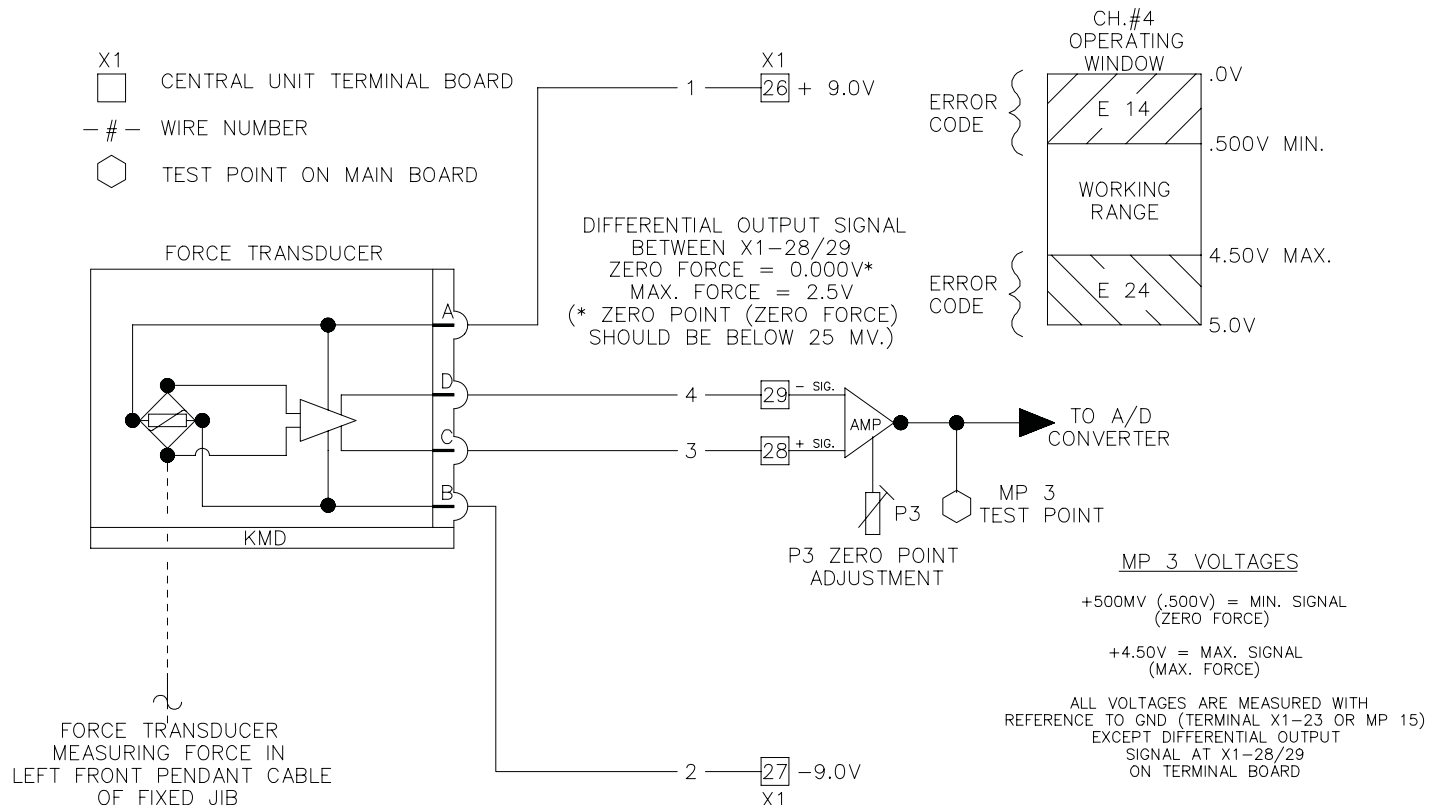 X1
CENTRAL UNIT TERMINAL BOARD
-#- WIRE NUMBER
TEST POINT ON MAIN BOARD
FORCE TRANSDUCER
A
D
C
B
KMD
FORCE TRANSDUCER
MEASURING FORCE IN
LEFT FRONT PENDANT CABLE
OF FIXED JIB
1
X1
26 + 9.0V
DIFFERENTIAL OUTPUT SIGNAL
BETWEEN X1-28/29
ZERO FORCE = 0.000V*
MAX. FORCE = 2.5V
(* ZERO POINT (ZERO FORCE)
SHOULD BE BELOW 25 MV.)
4
29 - SIG.
3
28 + SIG.
AMP
TO A/D
CONVERTER
P3
MP 3
TEST POINT
P3 ZERO POINT
ADJUSTMENT
2
27 -9.0V
X1
CH.#4
OPERATING
WINDOW
.0V
ERROR
CODE
E 14
.500V MIN.
WORKING
RANGE
4.50V MAX.
ERROR
CODE
E 24
5.0V
MP 3 VOLTAGES
+500MV (.500V) = MIN. SIGNAL
(ZERO FORCE)
+4.50V = MAX. SIGNAL
(MAX. FORCE)
ALL VOLTAGES ARE MEASURED WITH
REFERENCE TO GND (TERMINAL X1-23 OR MP 15)
EXCEPT DIFFERENTIAL OUTPUT
SIGNAL AT X1-28/29
ON TERMINAL BOARD